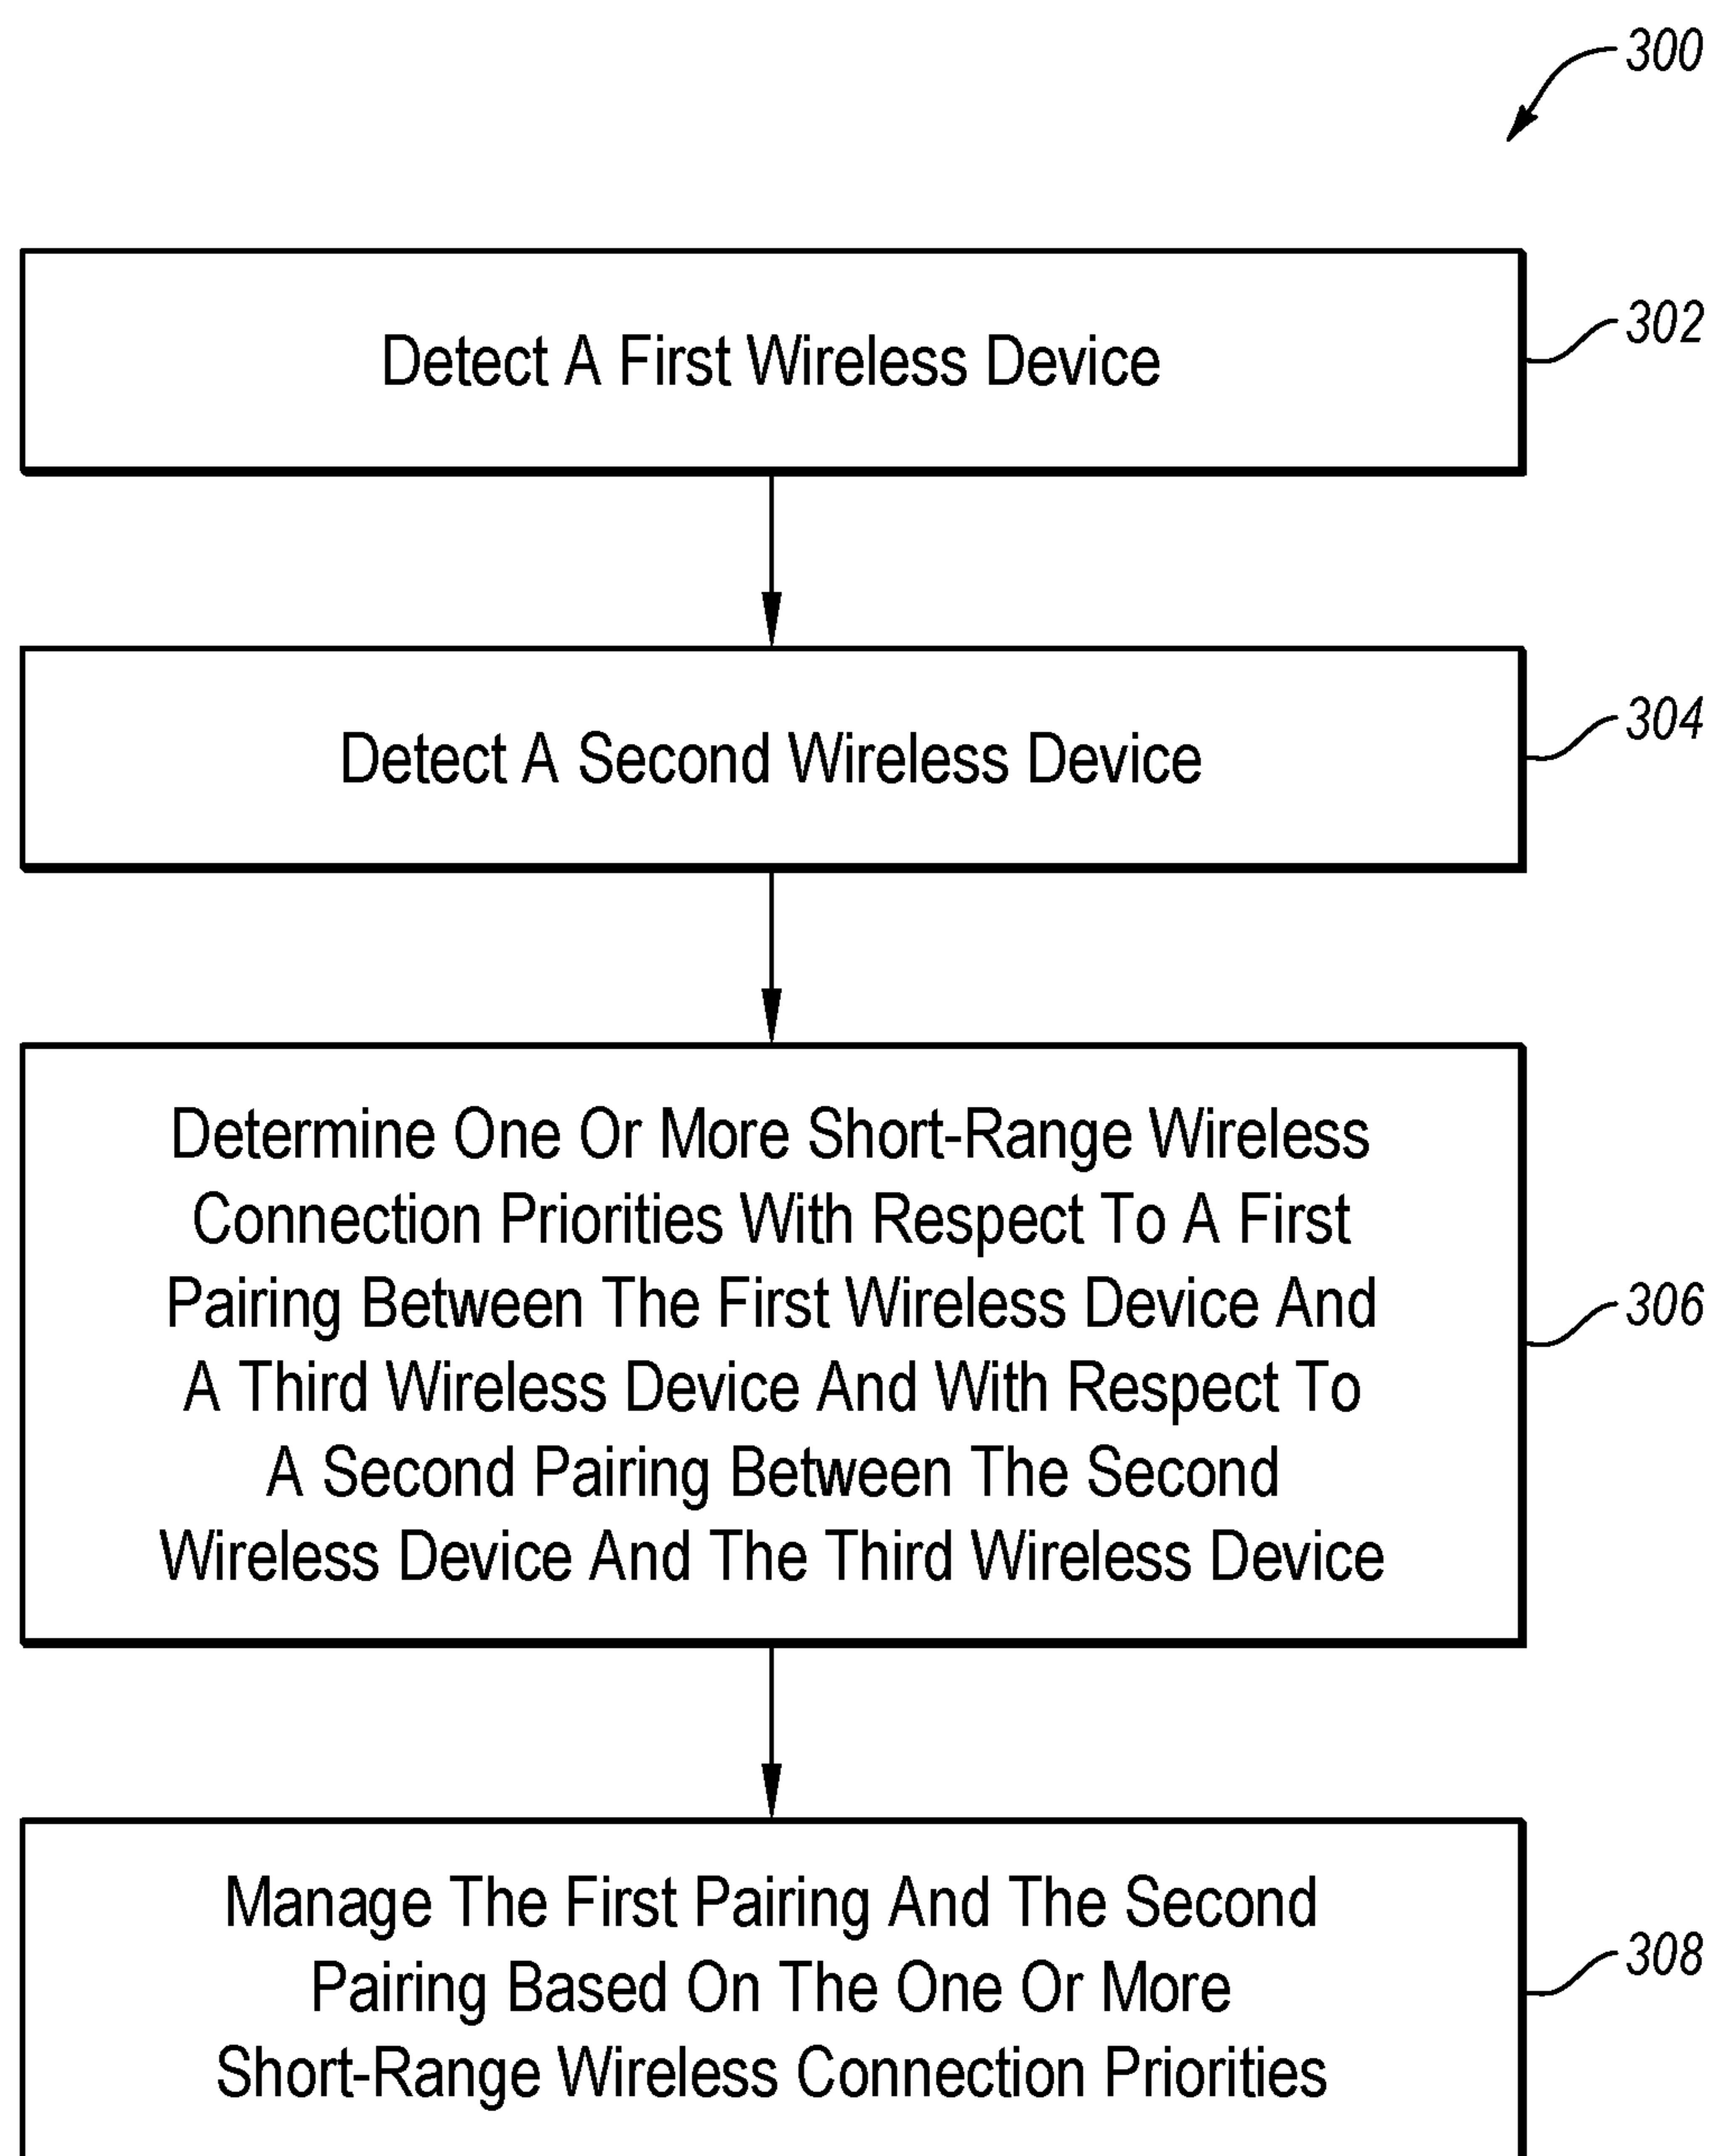 300
Detect A First Wireless Device
302
Detect A Second Wireless Device
304
Determine One Or More Short-Range Wireless
Connection Priorities With Respect To A First
Pairing Between The First Wireless Device And
A Third Wireless Device And With Respect To
A Second Pairing Between The Second
Wireless Device And The Third Wireless Device
306
Manage The First Pairing And The Second
Pairing Based On The One Or More
Short-Range Wireless Connection Priorities
308